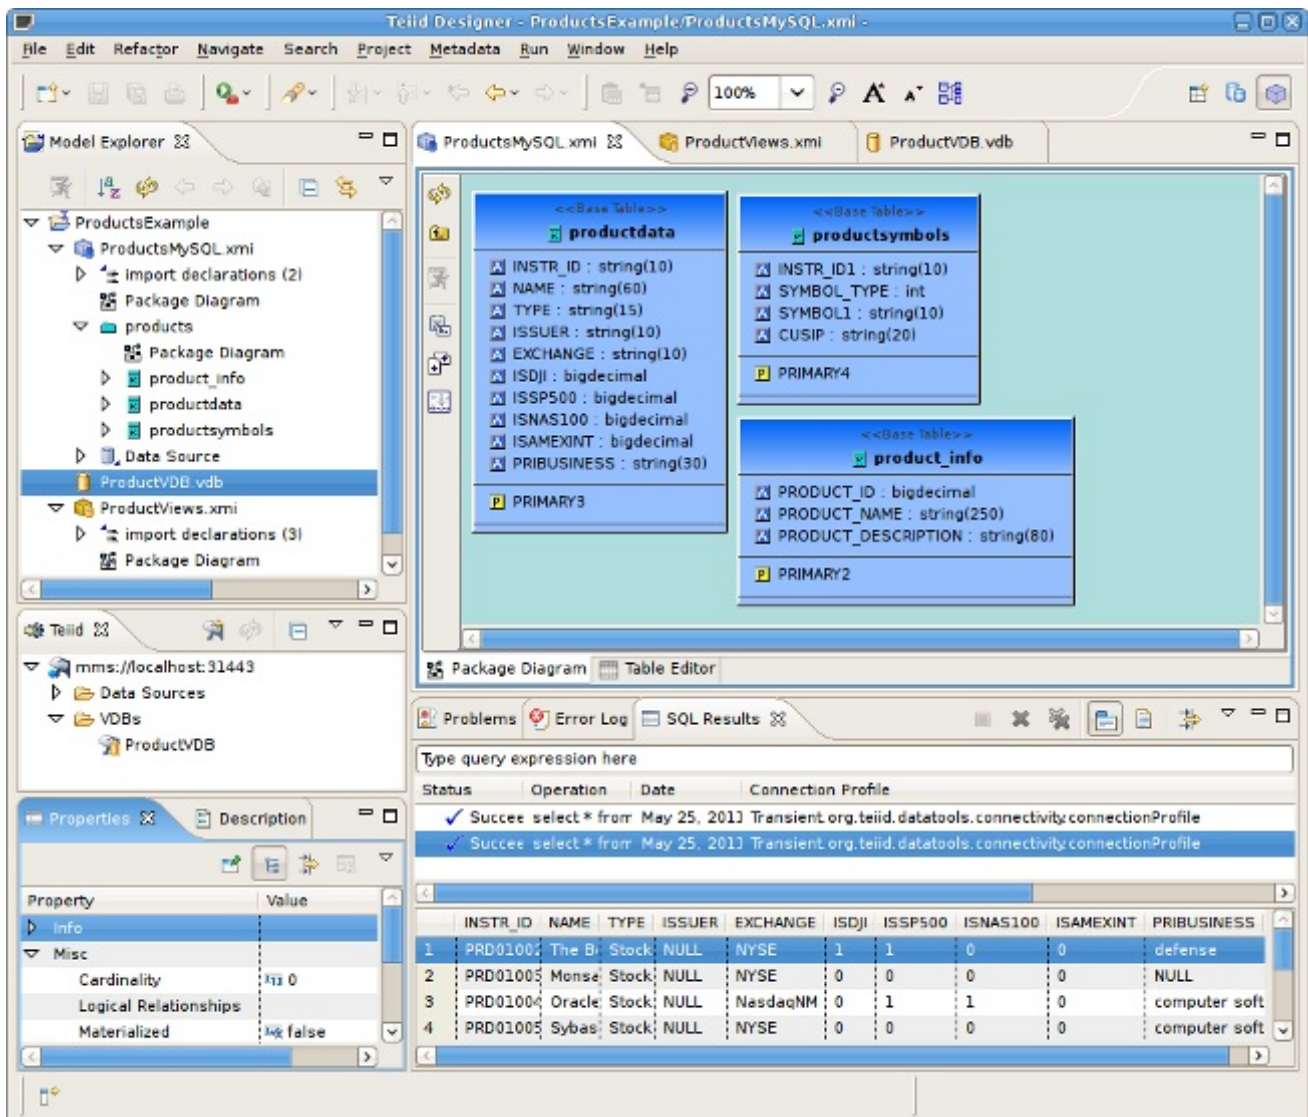 Teiid Designer - ProductsExample/ProductsMySQL.xmi -
File Edit Refactor Navigate Search Project Metadata Run Window Help
100%
Model Explorer
ProductsExample
ProductsMySQL.xmi
import declarations (2)
Package Diagram
products
Package Diagram
product_info
productdata
productsymbols
Data Source
ProductVDB.vdb
ProductViews.xmi
import declarations (3)
Package Diagram
Teiid
mms://localhost:31443
Data Sources
VDBs
ProductVDB
Properties Description
Property Value
Info
Misc
Cardinality 0
Logical Relationships
Materialized false
ProductsMySQL.xmi ProductViews.xmi ProductVDB.vdb
<<Base Table>>
productdata
INSTR_ID : string(10)
NAME : string(60)
TYPE : string(15)
ISSUER : string(10)
EXCHANGE : string(10)
ISDJI : bigdecimal
ISSP500 : bigdecimal
ISNAS100 : bigdecimal
ISAMEXINT : bigdecimal
PRIBUSINESS : string(30)
PRIMARY3
<<Base Table>>
productsymbols
INSTR_ID1 : string(10)
SYMBOL_TYPE : int
SYMBOL1 : string(10)
CUSIP : string(20)
PRIMARY4
<<Base Table>>
product_info
PRODUCT_ID : bigdecimal
PRODUCT_NAME : string(250)
PRODUCT_DESCRIPTION : string(80)
PRIMARY2
Package Diagram Table Editor
Problems Error Log SQL Results
Type query expression here
Status Operation Date Connection Profile
Succee select * from May 25, 2011 Transient.org.teiid.datatools.connectivity.connectionProfile
Succee select * from May 25, 2011 Transient.org.teiid.datatools.connectivity.connectionProfile
INSTR_ID NAME TYPE ISSUER EXCHANGE ISDJI ISSP500 ISNAS100 ISAMEXINT PRIBUSINESS
1 PRD01002 The B Stock NULL NYSE 1 1 0 0 defense
2 PRD01005 Monsa Stock NULL NYSE 0 0 0 0 NULL
3 PRD01004 Oracle Stock NULL NasdaqNM 0 1 1 0 computer soft
4 PRD01005 Sybas Stock NULL NYSE 0 0 0 0 computer soft